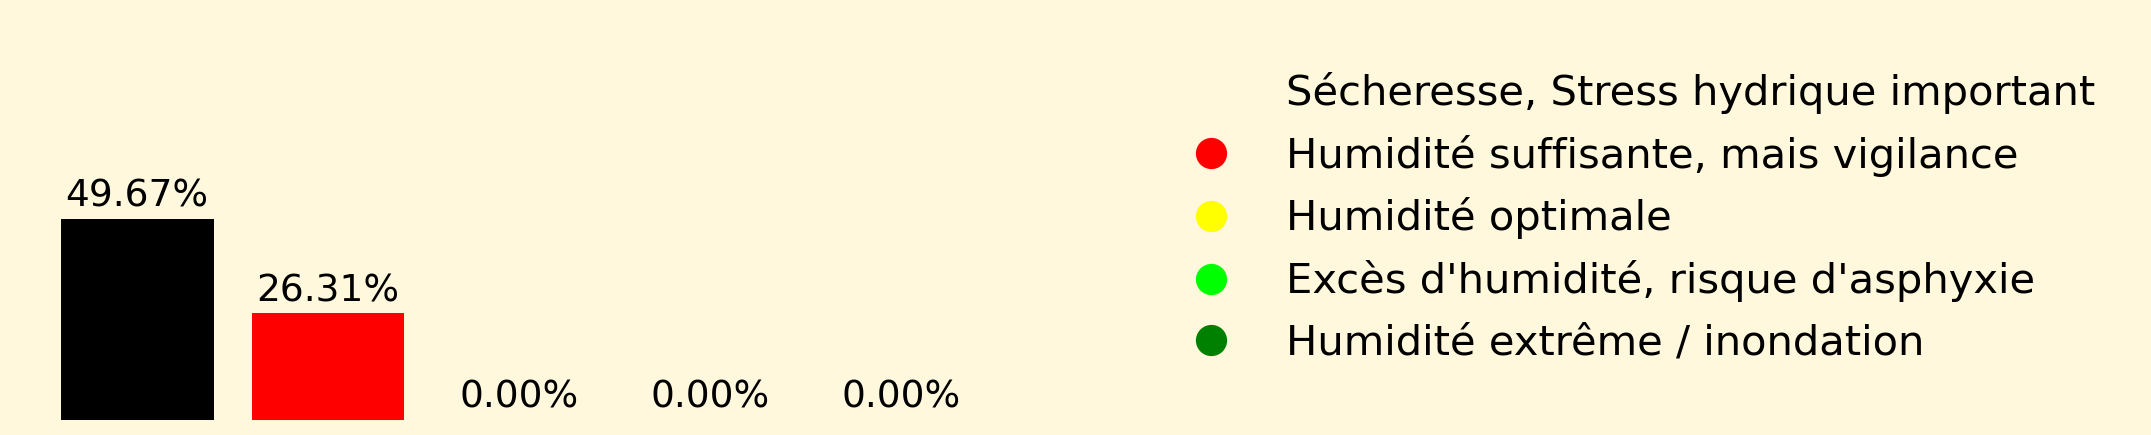 49.67%
26.31%
0.00%
0.00%
0.00%
Sécheresse, Stress hydrique important
Humidité suffisante, mais vigilance
Humidité optimale
Excès d'humidité, risque d'asphyxie
Humidité extrême / inondation